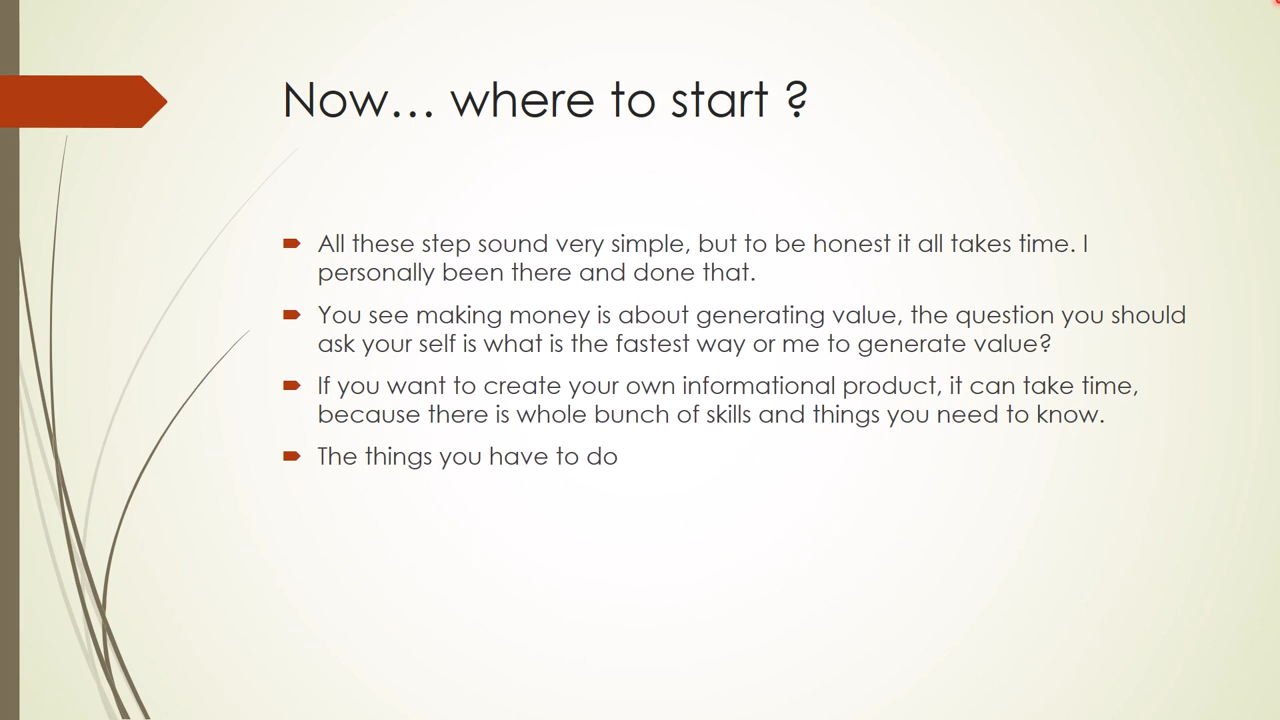 Now... where to start ?
All these step sound very simple, but to be honest it all takes time. I
personally been there and done that.
You see making money is about generating value, the question you should
ask your self is what is the fastest way or me to generate value?
If you want to create your own informational product, it can take time,
because there is whole bunch of skills and things you need to know.
The things you have to do